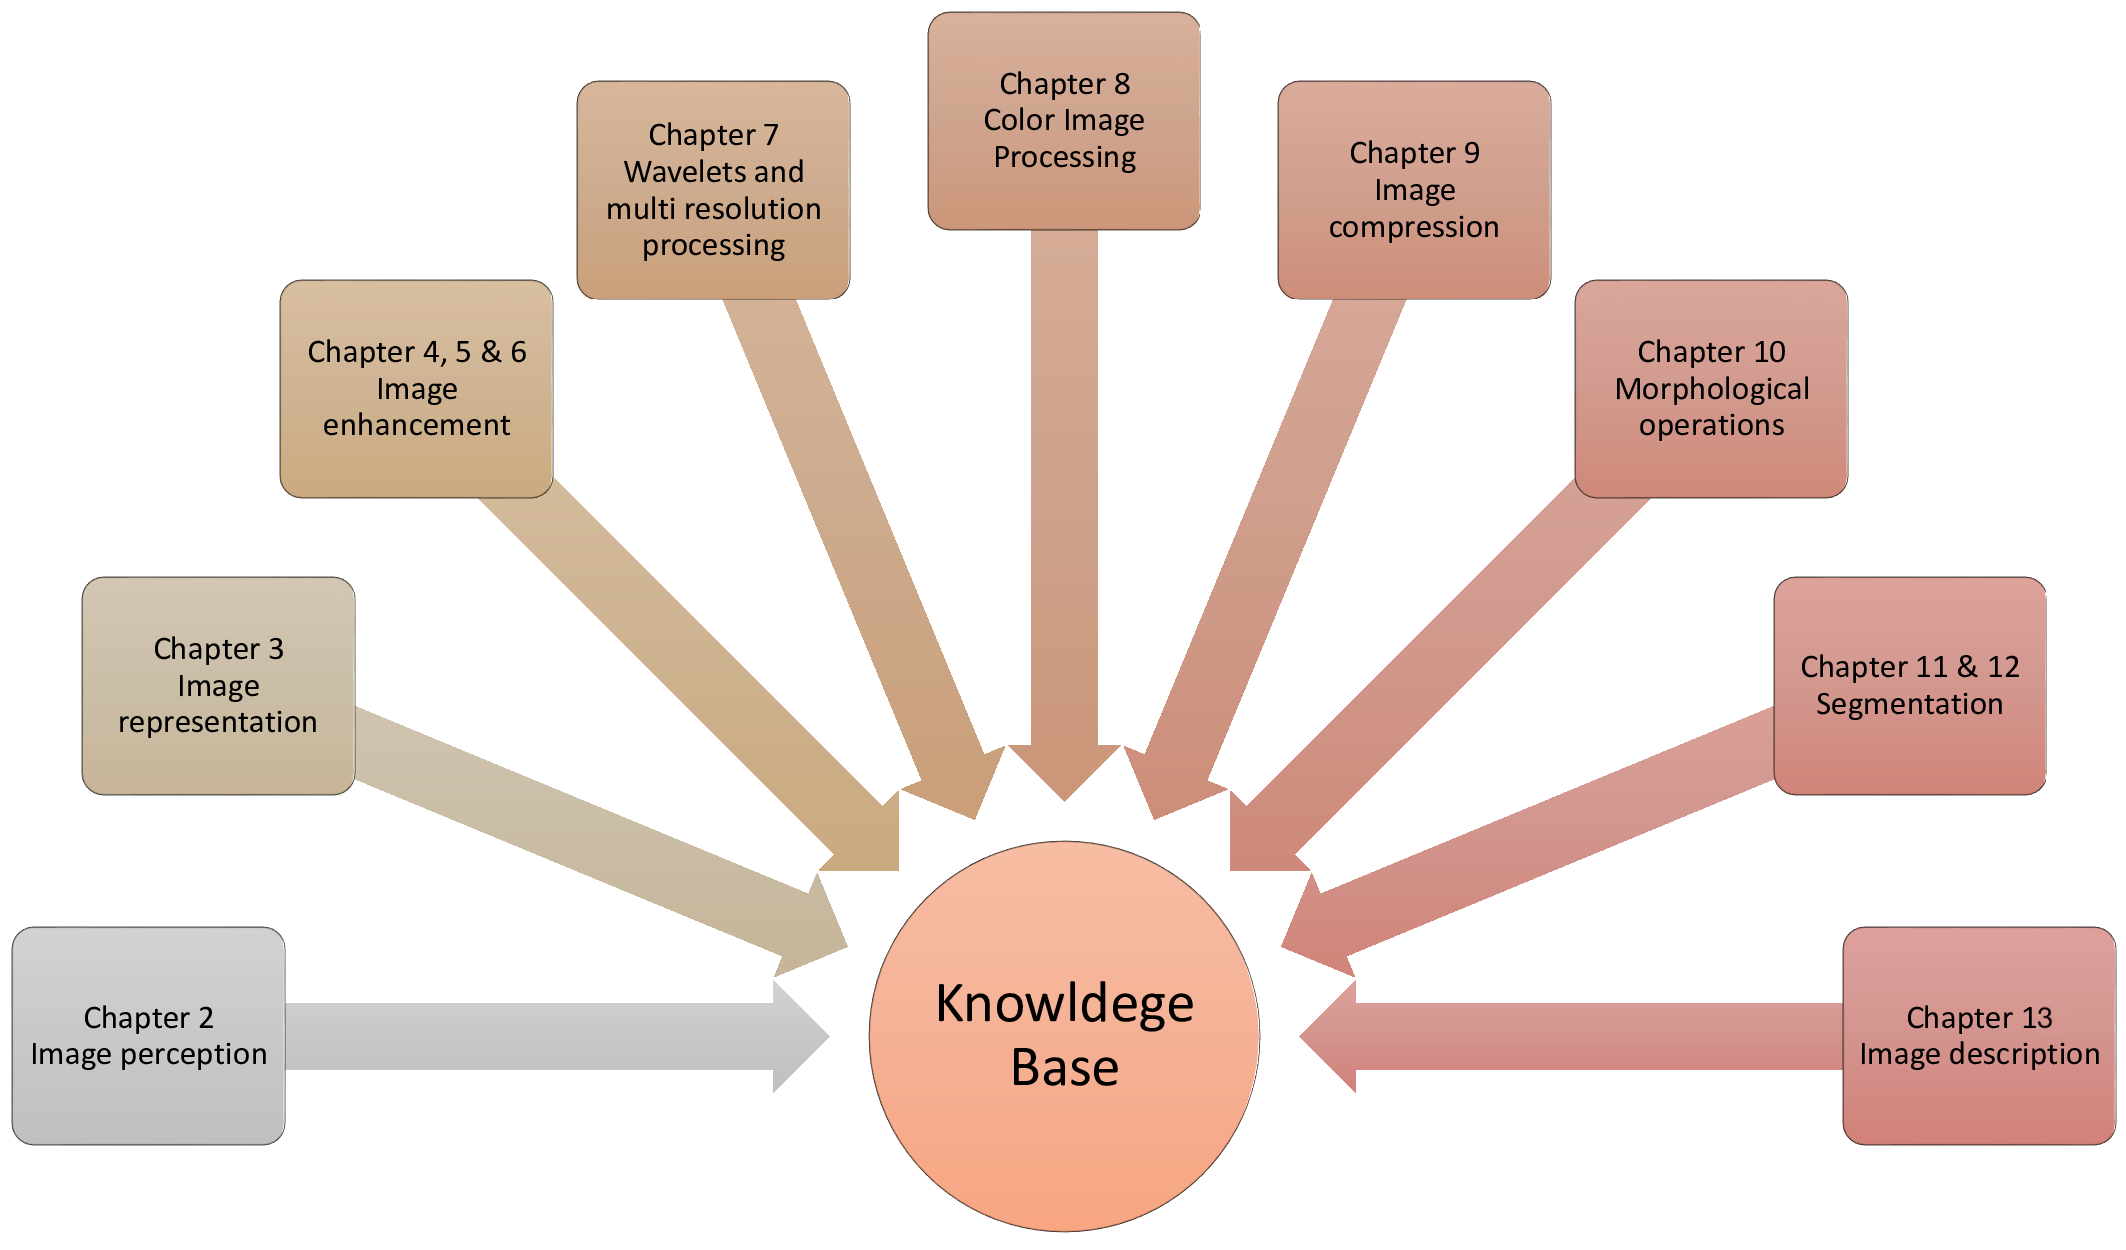 Chapter 8
Color Image
Processing
Chapter 7
Wavelets and
multi resolution
processing
Chapter 9
Image
compression
Chapter 4, 5 & 6
Image
enhancement
Chapter 10
Morphological
operations
Chapter 3
Image
representation
Chapter 11 & 12
Segmentation
Chapter 2
Image perception
Knowldege
Base
Chapter 13
Image description